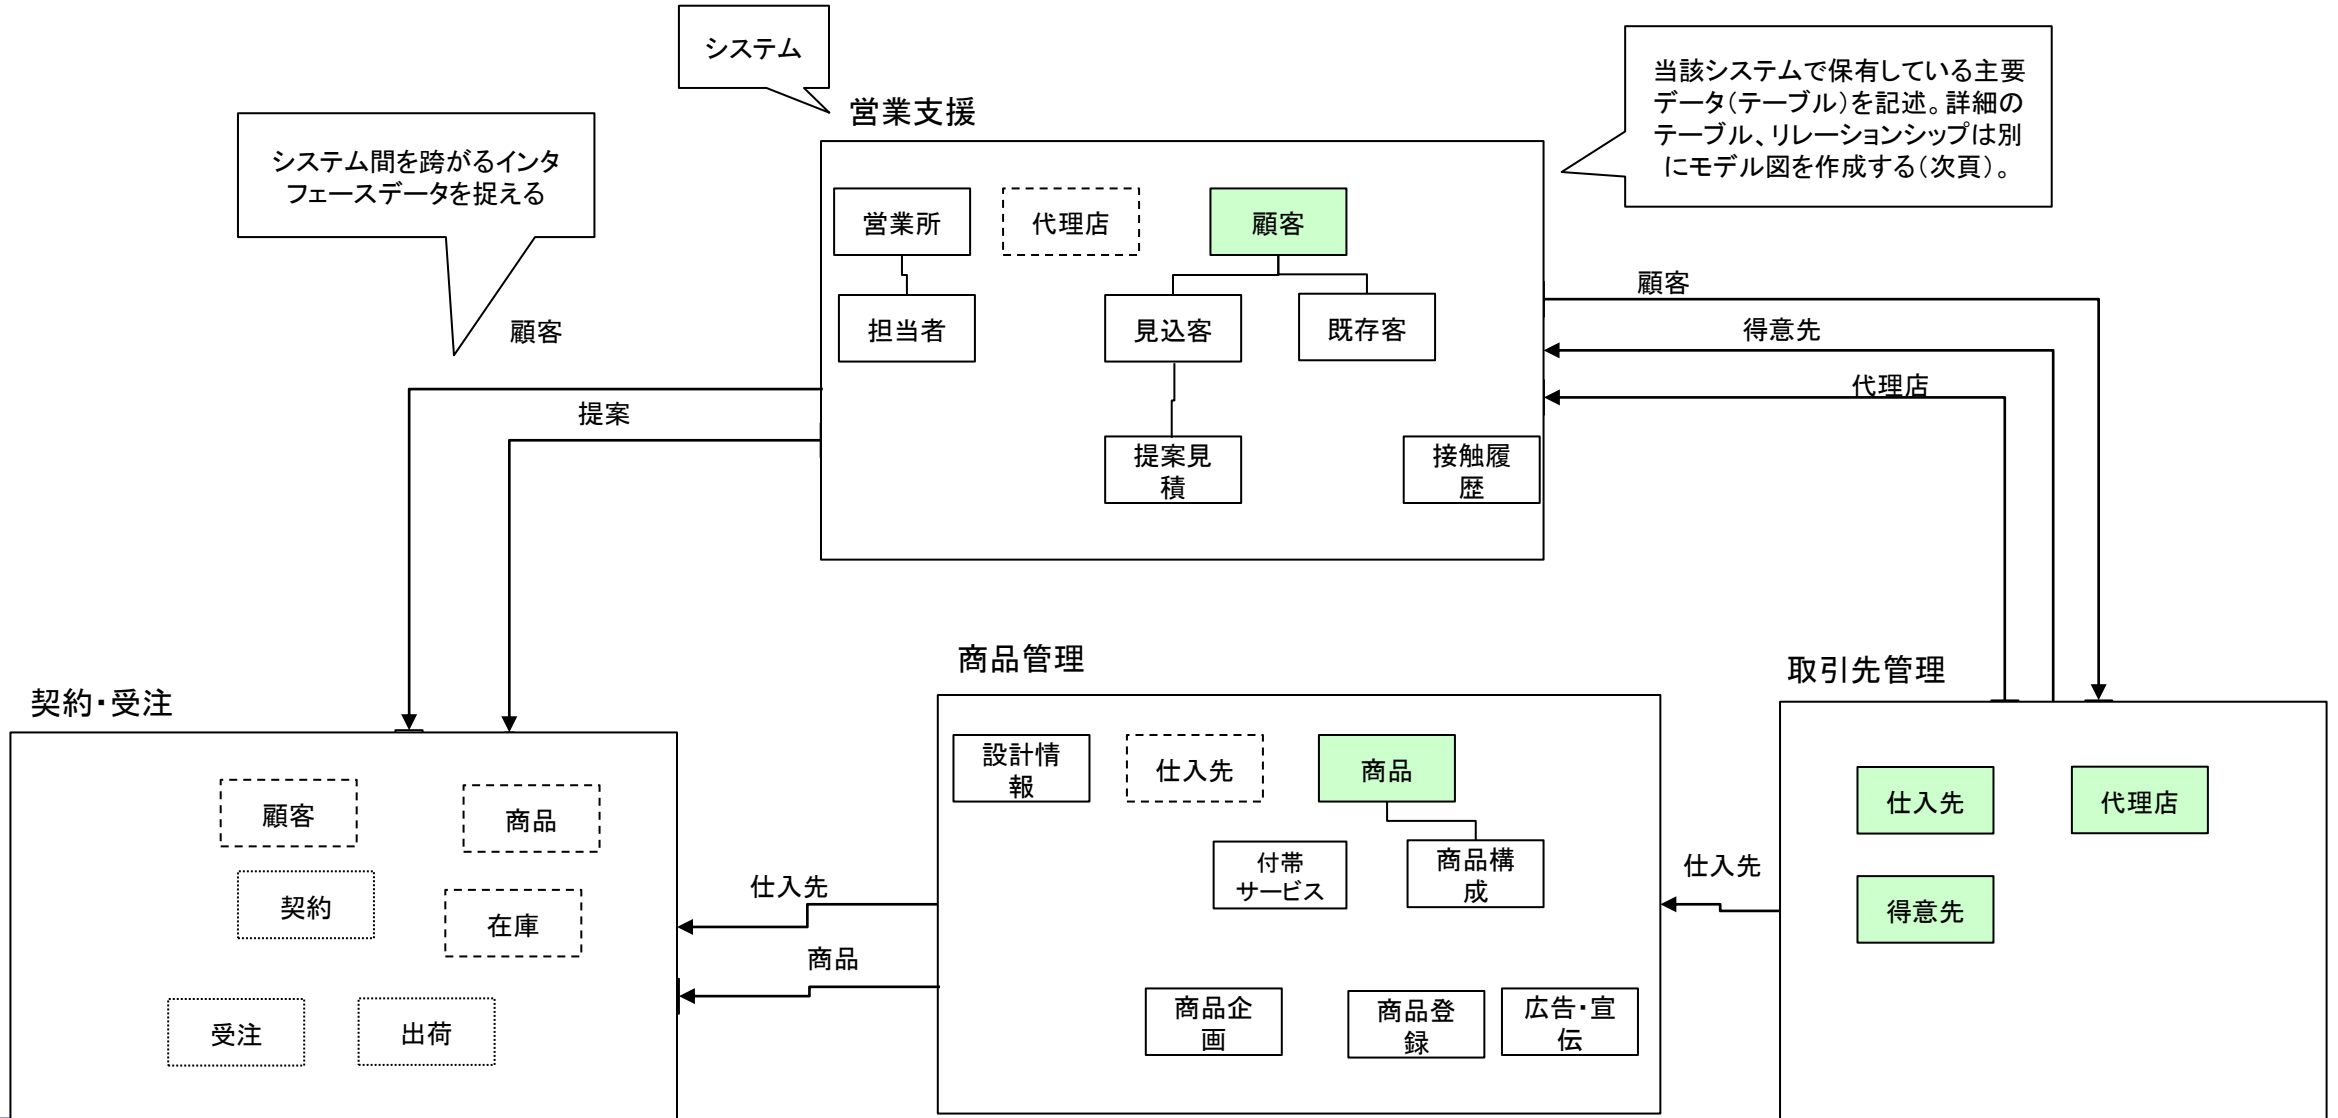 システム
営業支援
当該システムで保有している主要
データ(テーブル)を記述。詳細の
テーブル、リレーションシップは別
にモデル図を作成する(次頁)。
システム間を跨がるインタ
フェースデータを捉える
営業所
代理店
顧客
担当者
見込客
既存客
提案見
積
接触履
歴
顧客
提案
顧客
得意先
代理店
契約・受注
商品管理
取引先管理
顧客
商品
契約
在庫
受注
出荷
仕入先
商品
設計情
報
仕入先
商品
付帯
サービス
商品構
成
商品企
画
商品登
録
広告・宣
伝
仕入先
仕入先
代理店
得意先